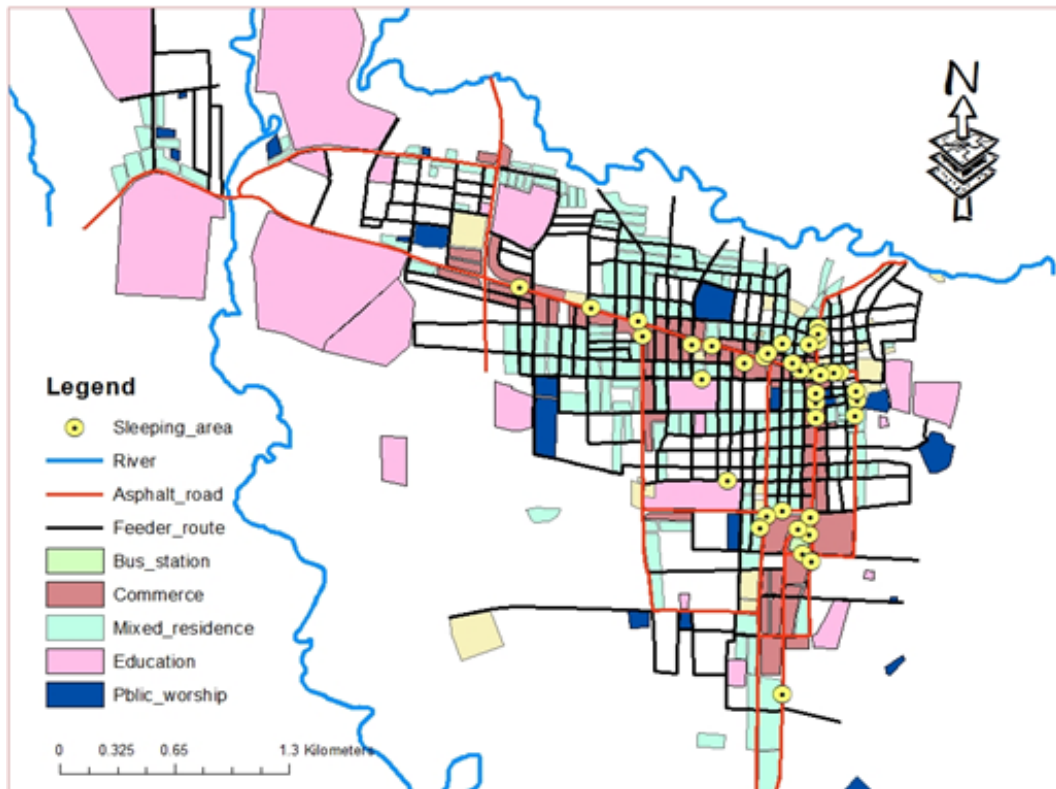 N
Legend
Sleeping_area
River
Asphalt_road
Feeder_route
Bus_station
Commerce
Mixed_residence
Education
Pblic_worship
0 0.325 0.65 1.3 Kilometers